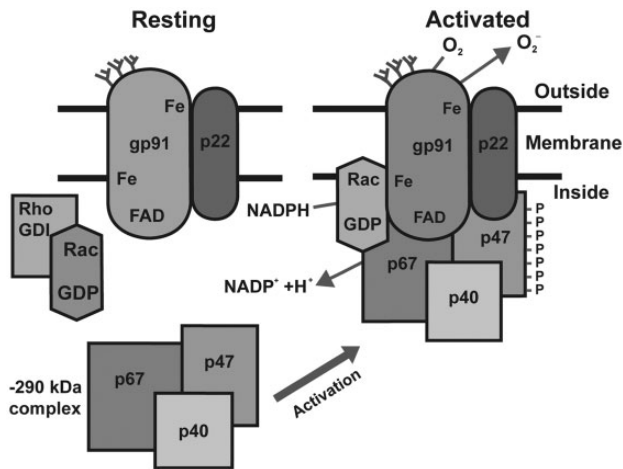 Resting
Activated
O₂
O₂⁻
Fe
gp91
p22
Fe
FAD
Rho
GDI
Rac
GDP
Outside
Membrane
Inside
Fe
gp91
p22
Rac
Fe
NADPH
GDP
FAD
p47
p67
p40
P
P
P
P
P
P
P
NADP⁺ +H⁺
-290 kDa
complex
p67
p47
p40
Activation